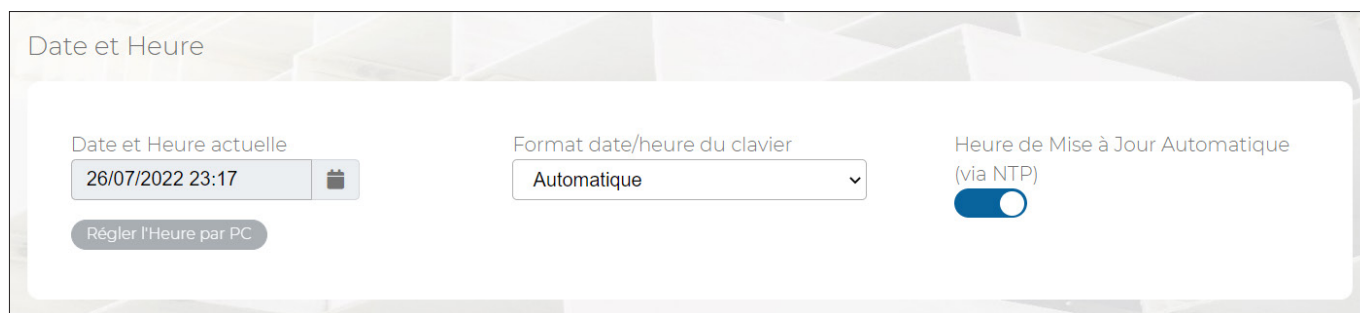 Date et Heure
Date et Heure actuelle
26/07/2022 23:17
Régler l'Heure par PC
Format date/heure du clavier
Automatique
Heure de Mise à Jour Automatique
(via NTP)